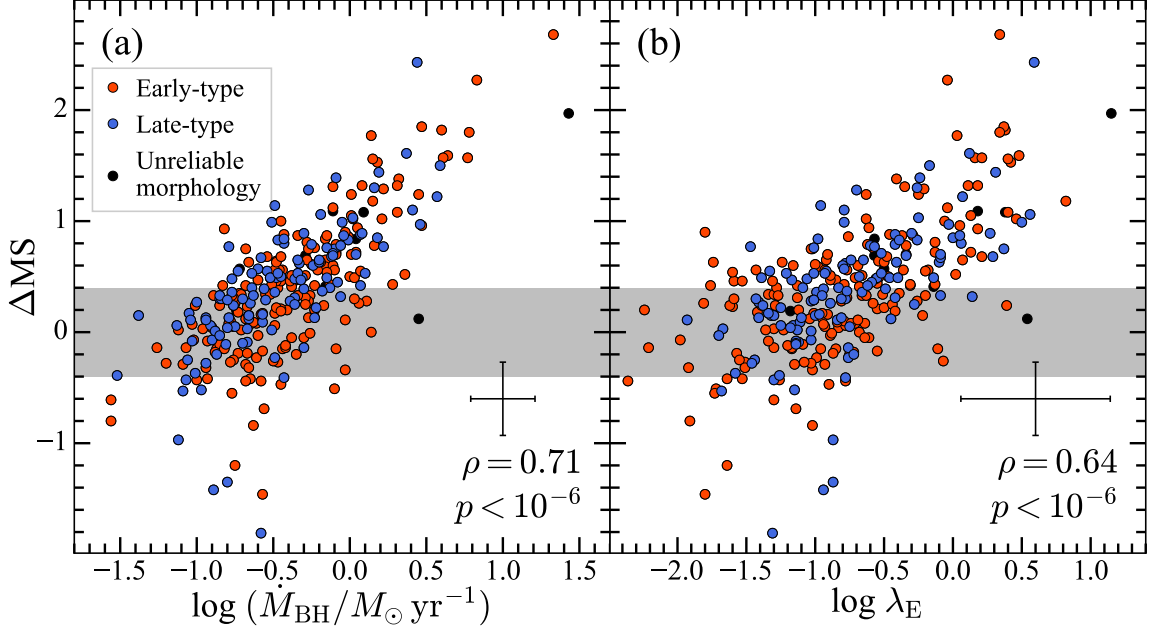 (a)
(b)
Early-type
Late-type
Unreliable
morphology
ΔMS
2
1
0
−1
ρ = 0.71
p < 10⁻⁶
ρ = 0.64
p < 10⁻⁶
−1.5 −1.0 −0.5 0.0 0.5 1.0 1.5
−2.0 −1.5 −1.0 −0.5 0.0 0.5 1.0
log (Ṁ_BH/M_⊙ yr⁻¹)
log λ_E